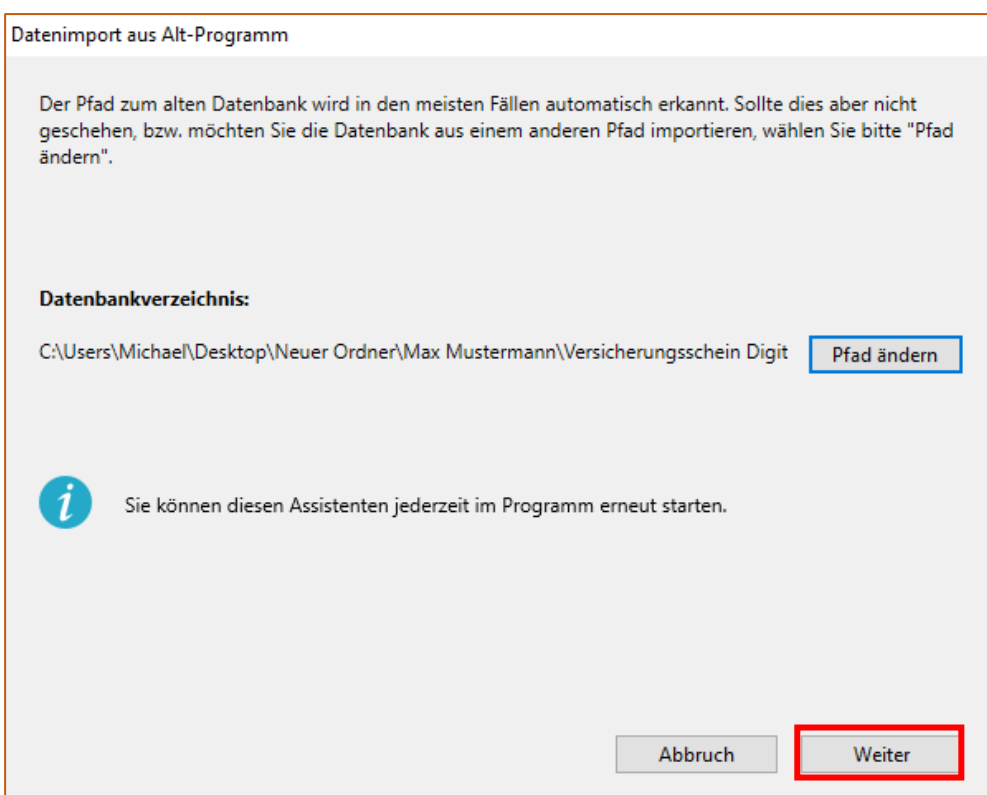 Datenimport aus Alt-Programm
Der Pfad zum alten Datenbank wird in den meisten Fällen automatisch erkannt. Sollte dies aber nicht
geschehen, bzw. möchten Sie die Datenbank aus einem anderen Pfad importieren, wählen Sie bitte "Pfad
ändern".
Datenbankverzeichnis:
C:\Users\Michael\Desktop\Neuer Ordner\Max Mustermann\Versicherungsschein Digit
Pfad ändern
i
Sie können diesen Assistenten jederzeit im Programm erneut starten.
Abbruch
Weiter